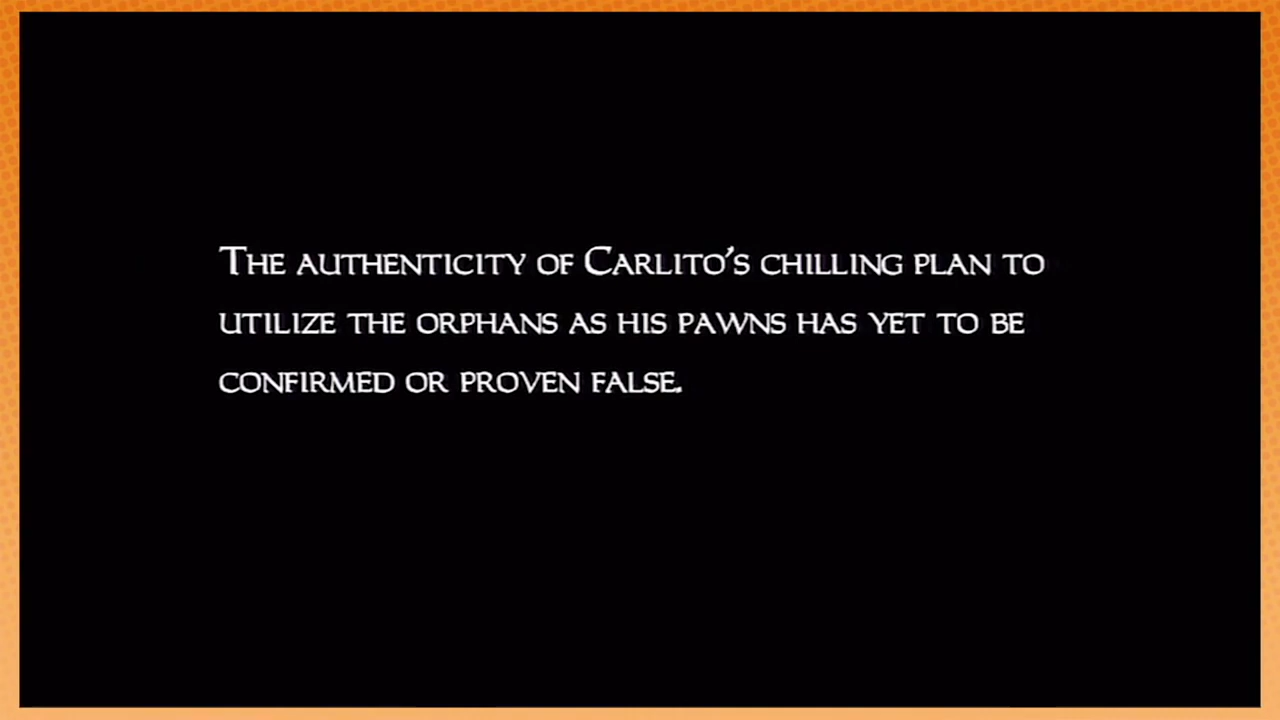 The authenticity of Carlito's chilling plan to
utilize the orphans as his pawns has yet to be
confirmed or proven false.